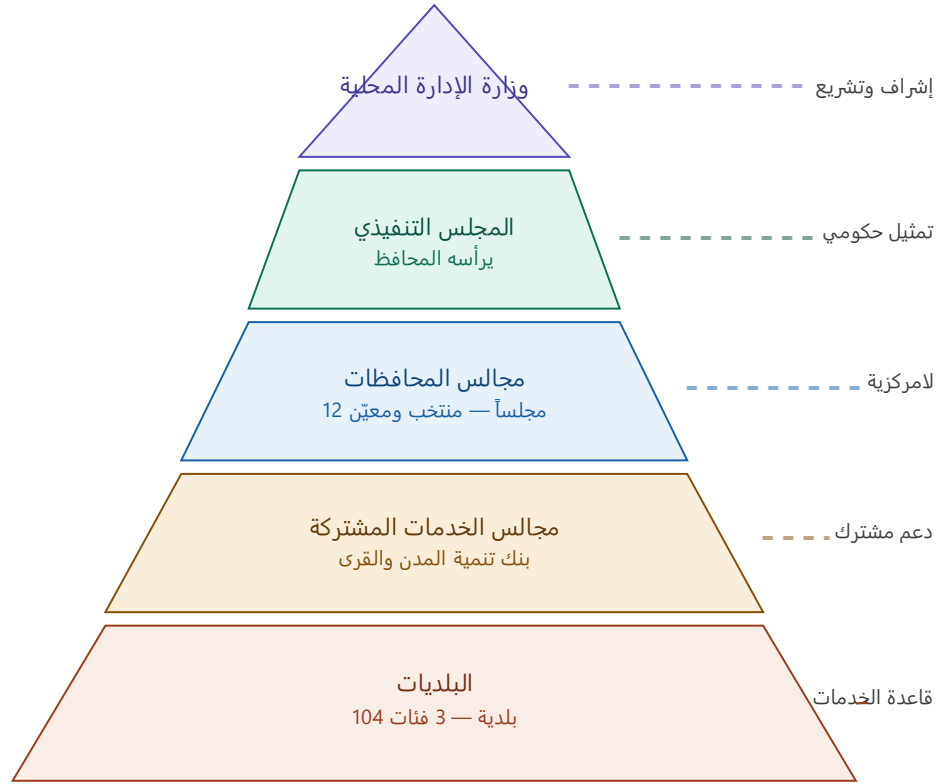 وزارة الإدارة المحلية
إشراف وتشريع
المجلس التنفيذي
يرأسه المحافظ
تمثيل حكومي
مجالس المحافظات
12 مجلساً — منتخب ومعيّن
لامركزية
مجالس الخدمات المشتركة
بنك تنمية المدن والقرى
دعم مشترك
البلديات
104 بلدية — 3 فئات
قاعدة الخدمات